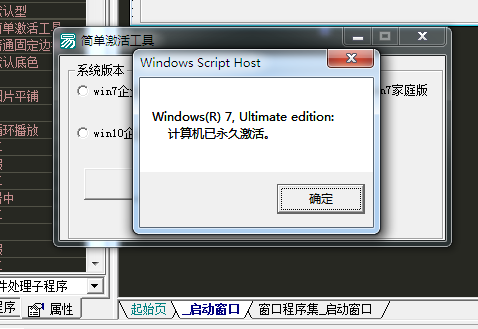 认型
简单激活工具
单激活工具
通固定边
认底色
系统版本
win7企
n7家庭版
片平铺
win10企
环播放
Windows Script Host
Windows(R) 7, Ultimate edition:
计算机已永久激活。
确定
居中
件处理子程序
程序
属性
起始页
_启动窗口
窗口程序集_启动窗口